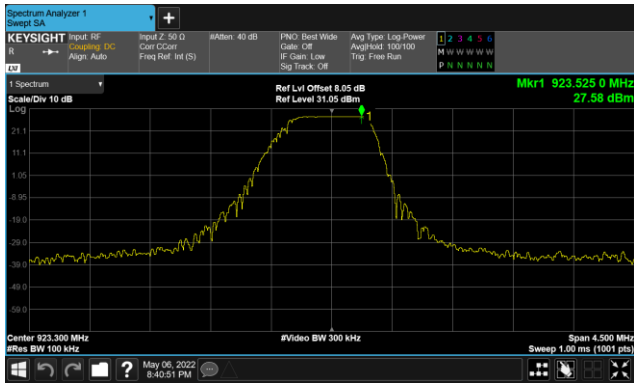 Spectrum Analyzer 1
Swept SA
+
KEYSIGHT Input: RF Input Z: 50 Ω #Atten: 40 dB PNO: Best Wide Avg Type: Log-Power 1 2 3 4 5 6
R Coupling: DC Corr CCorr Gate: Off Avg|Hold: 100/100 M W W W W W
Align: Auto Freq Ref: Int (S) IF Gain: Low Trig: Free Run
LXI Sig Track: Off P N N N N N
1 Spectrum Ref Lvl Offset 8.05 dB Mkr1 923.525 0 MHz
Scale/Div 10 dB Ref Level 31.05 dBm 27.58 dBm
Log
1
21.1
11.1
1.05
-8.95
-19.0
-29.0
-39.0
-49.0
-59.0
Center 923.300 MHz #Video BW 300 kHz Span 4.500 MHz
#Res BW 100 kHz Sweep 1.00 ms (1001 pts)
? May 06, 2022
8:40:51 PM